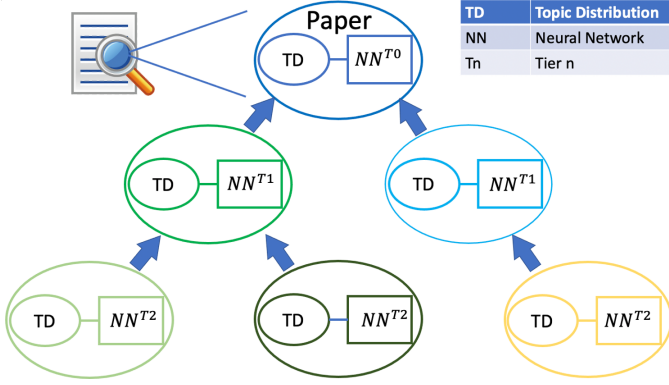 Paper
TD NN^{T0}
TD Topic Distribution
NN Neural Network
Tn Tier n
TD NN^{T1}
TD NN^{T1}
TD NN^{T2}
TD NN^{T2}
TD NN^{T2}